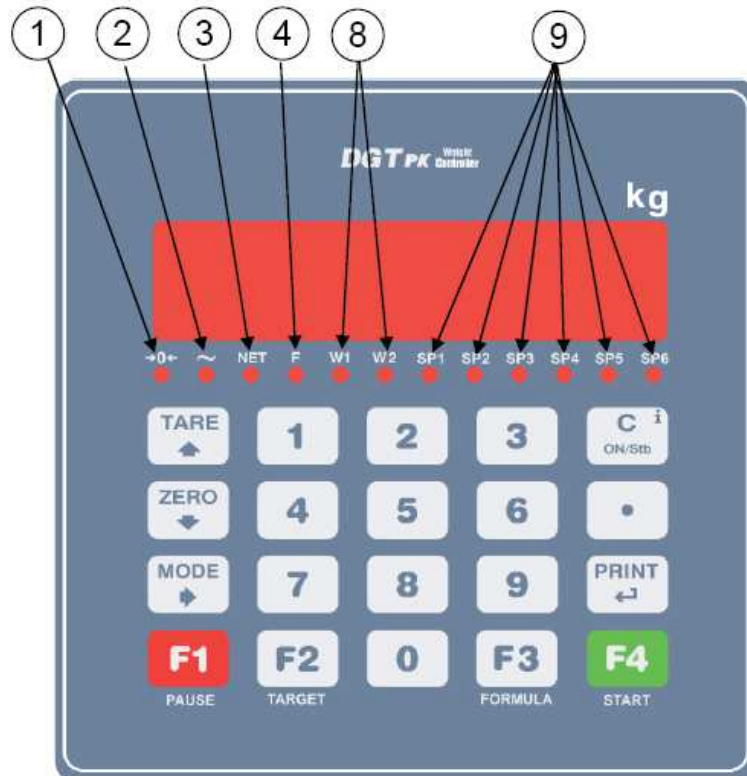 1 2 3 4 8 9
DGT PK Weight Controller
kg
→0← ~ NET F W1 W2 SP1 SP2 SP3 SP4 SP5 SP6
TARE 1 2 3 C i
ON/Stb
ZERO 4 5 6 .
MODE 7 8 9 PRINT
F1 F2 0 F3 F4
PAUSE TARGET FORMULA START